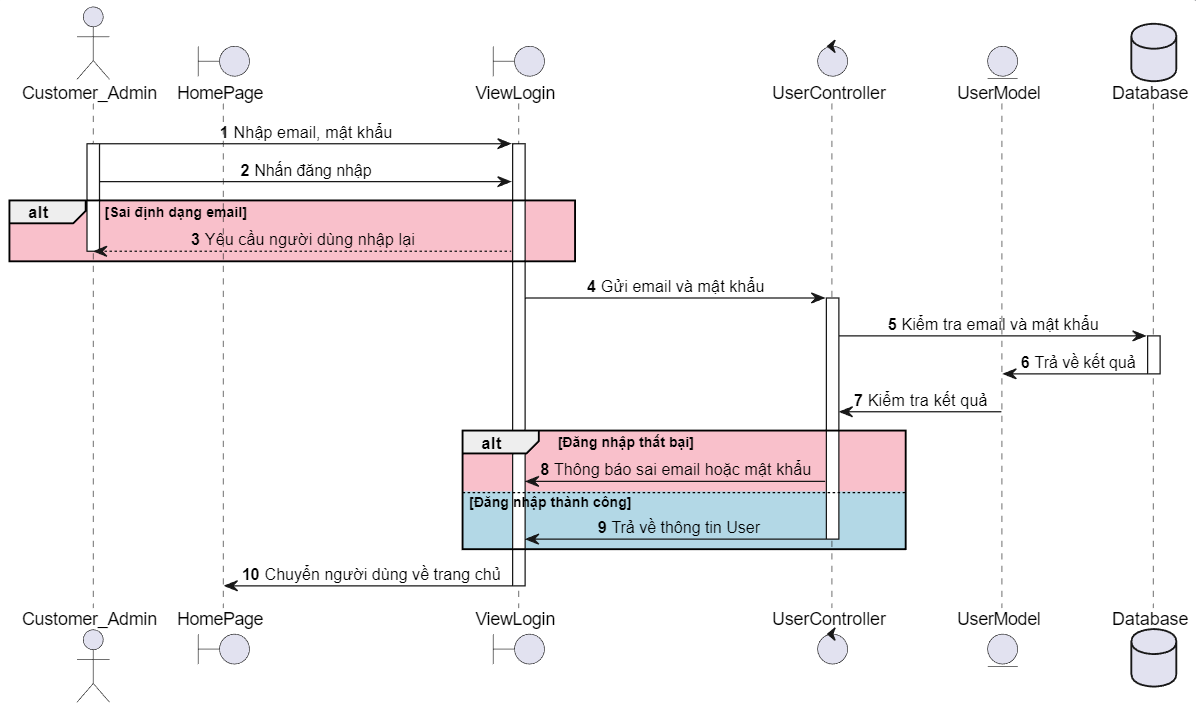 Customer_Admin HomePage ViewLogin UserController UserModel Database
1 Nhập email, mật khẩu
2 Nhấn đăng nhập
alt [Sai định dạng email]
3 Yếu cầu người dùng nhập lại
4 Gửi email và mật khẩu
5 Kiểm tra email và mật khẩu
6 Trả về kết quả
7 Kiểm tra kết quả
alt [Đăng nhập thất bại]
8 Thông báo sai email hoặc mật khẩu
[Đăng nhập thành công]
9 Trả về thông tin User
10 Chuyển người dùng về trang chủ
Customer_Admin HomePage ViewLogin UserController UserModel Database